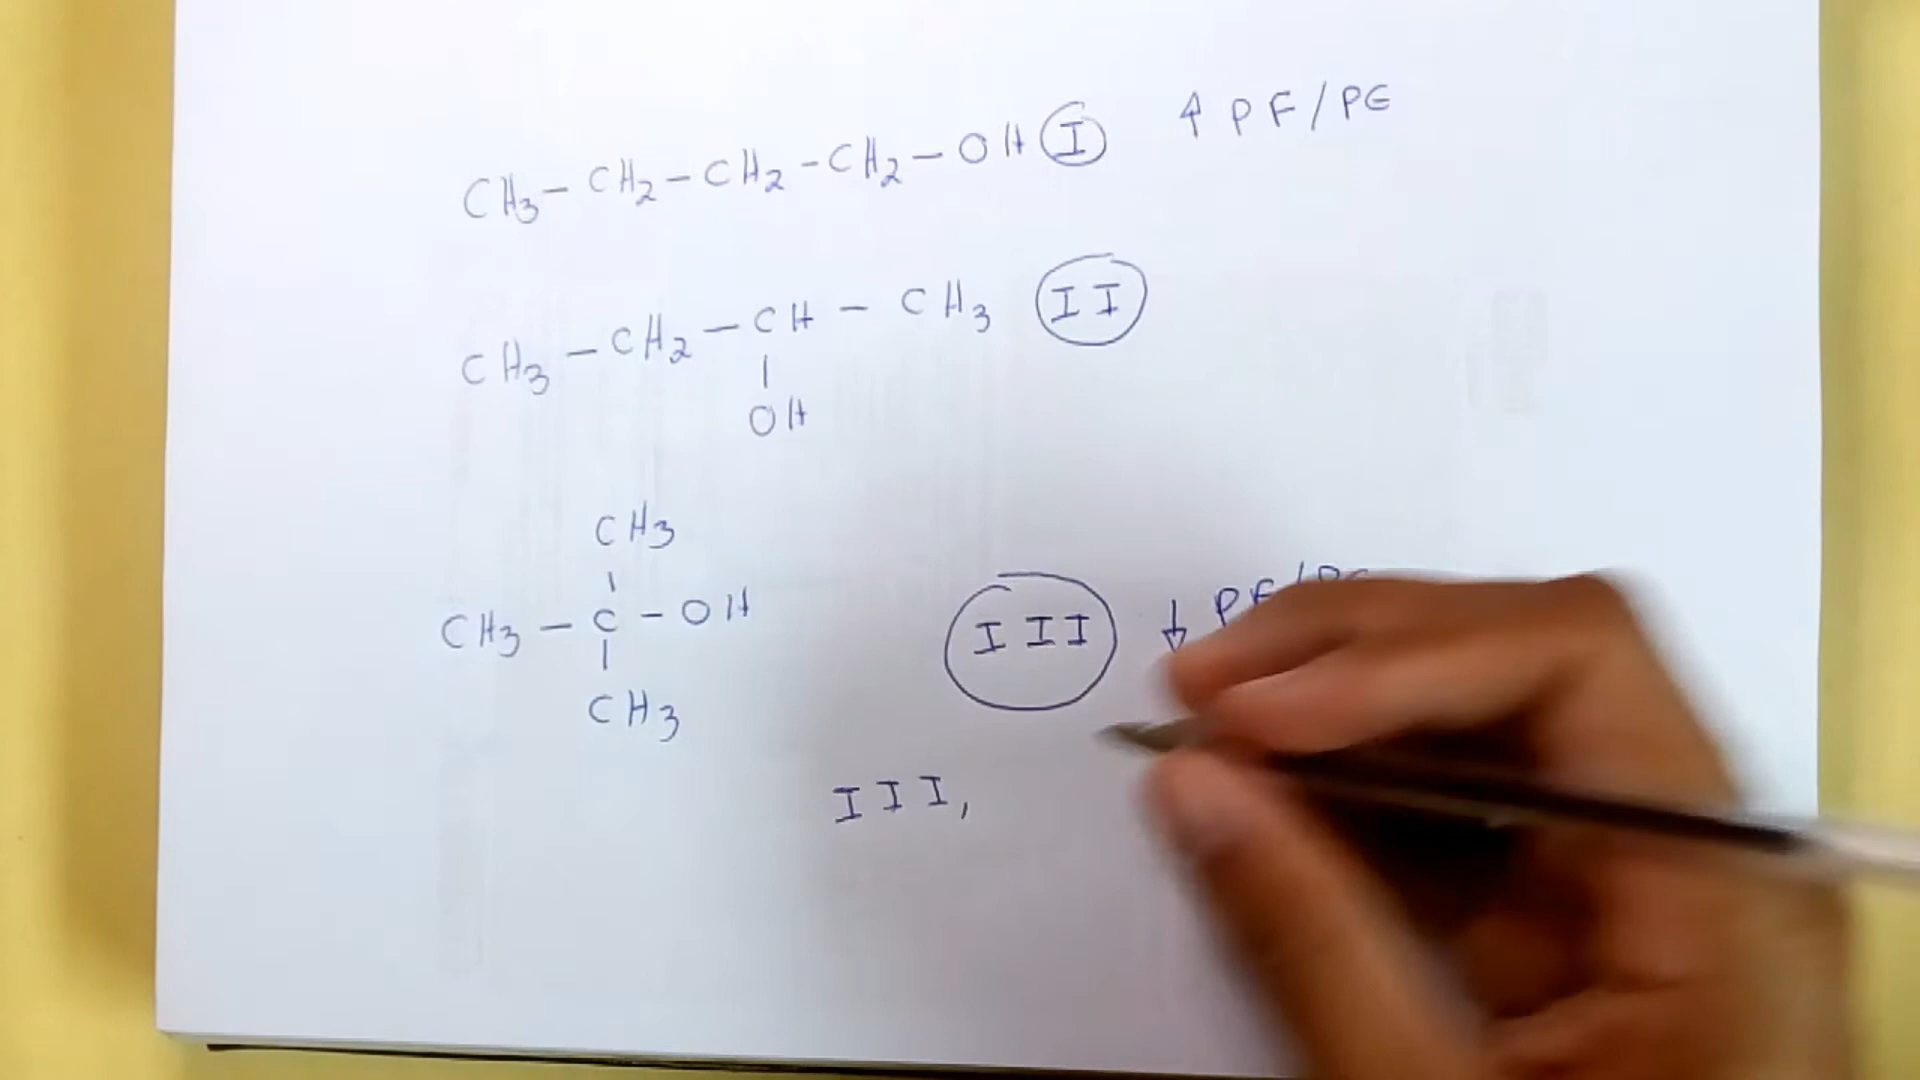 CH3-CH2-CH2-CH2-OH I ↑ PF/PE
CH3-CH2-CH-CH3 II
|
OH
CH3
|
CH3-C-OH III ↓ PF/
|
CH3
III,